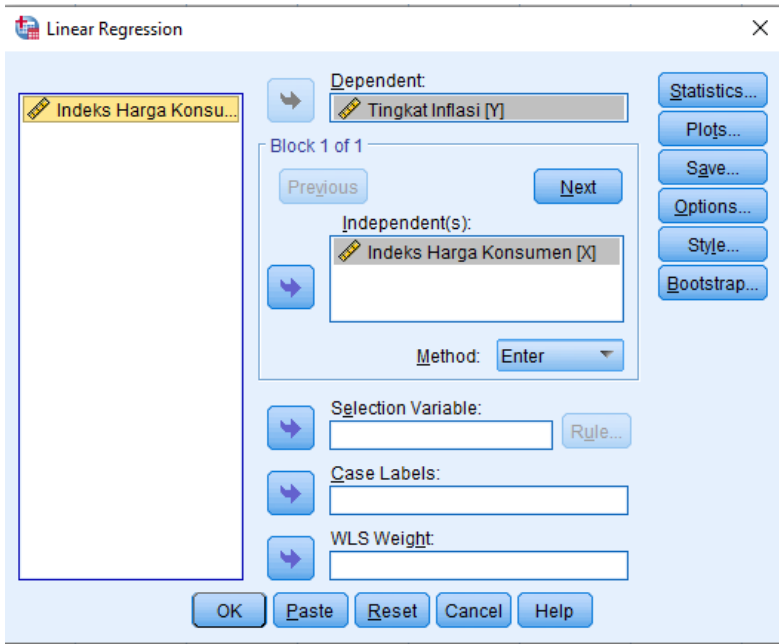 Linear Regression
Indeks Harga Konsu...
Dependent:
Tingkat Inflasi [Y]
Block 1 of 1
Previous
Next
Independent(s):
Indeks Harga Konsumen [X]
Method:
Enter
Selection Variable:
Rule...
Case Labels:
WLS Weight:
Statistics...
Plots...
Save...
Options...
Style...
Bootstrap...
OK
Paste
Reset
Cancel
Help